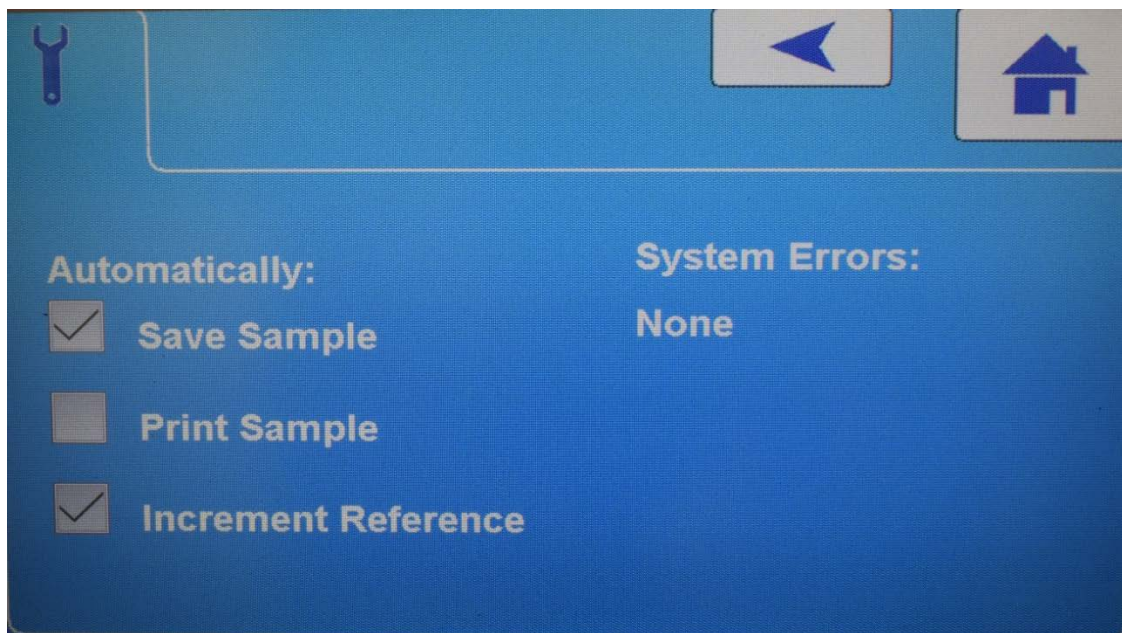 Automatically:
Save Sample
Print Sample
Increment Reference
System Errors:
None